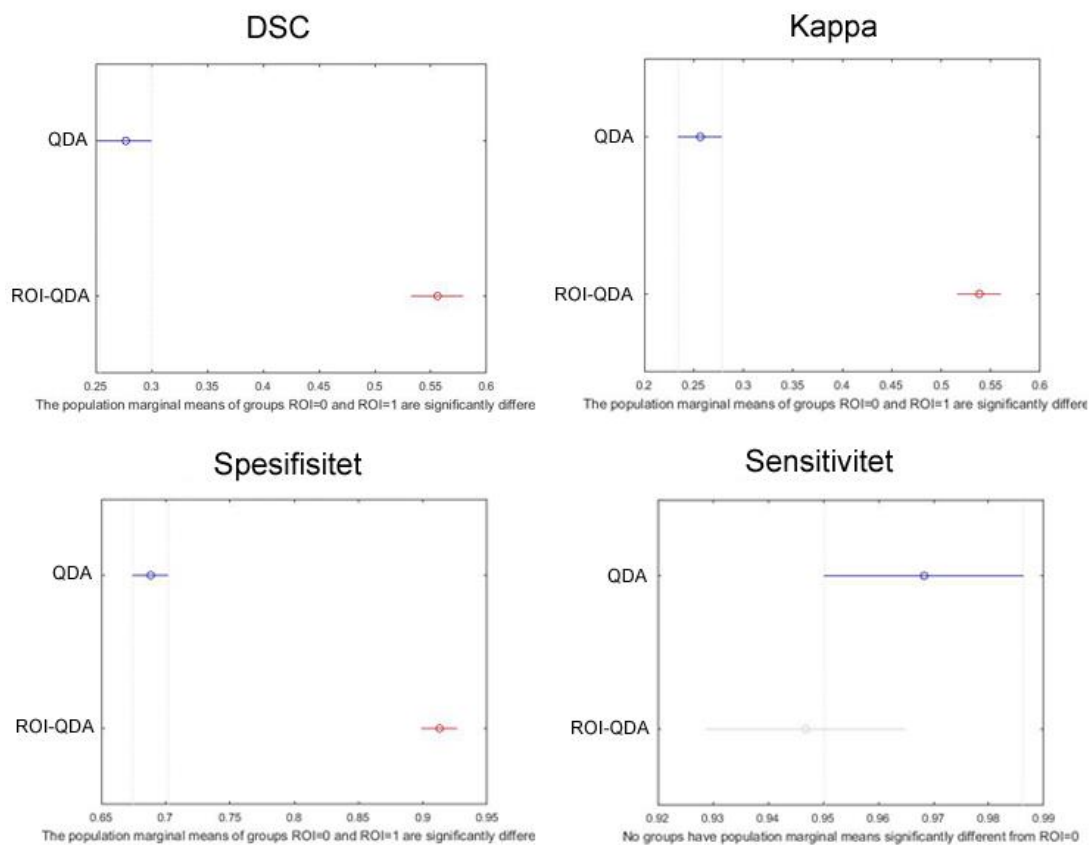 DSC
QDA
ROI-QDA
0.25 0.3 0.35 0.4 0.45 0.5 0.55 0.6
The population marginal means of groups ROI=0 and ROI=1 are significantly differe
Kappa
QDA
ROI-QDA
0.2 0.25 0.3 0.35 0.4 0.45 0.5 0.55 0.6
The population marginal means of groups ROI=0 and ROI=1 are significantly differe
Spesifisitet
QDA
ROI-QDA
0.65 0.7 0.75 0.8 0.85 0.9 0.95
The population marginal means of groups ROI=0 and ROI=1 are significantly differe
Sensitivitet
QDA
ROI-QDA
0.92 0.93 0.94 0.95 0.96 0.97 0.98 0.99
No groups have population marginal means significantly different from ROI=0